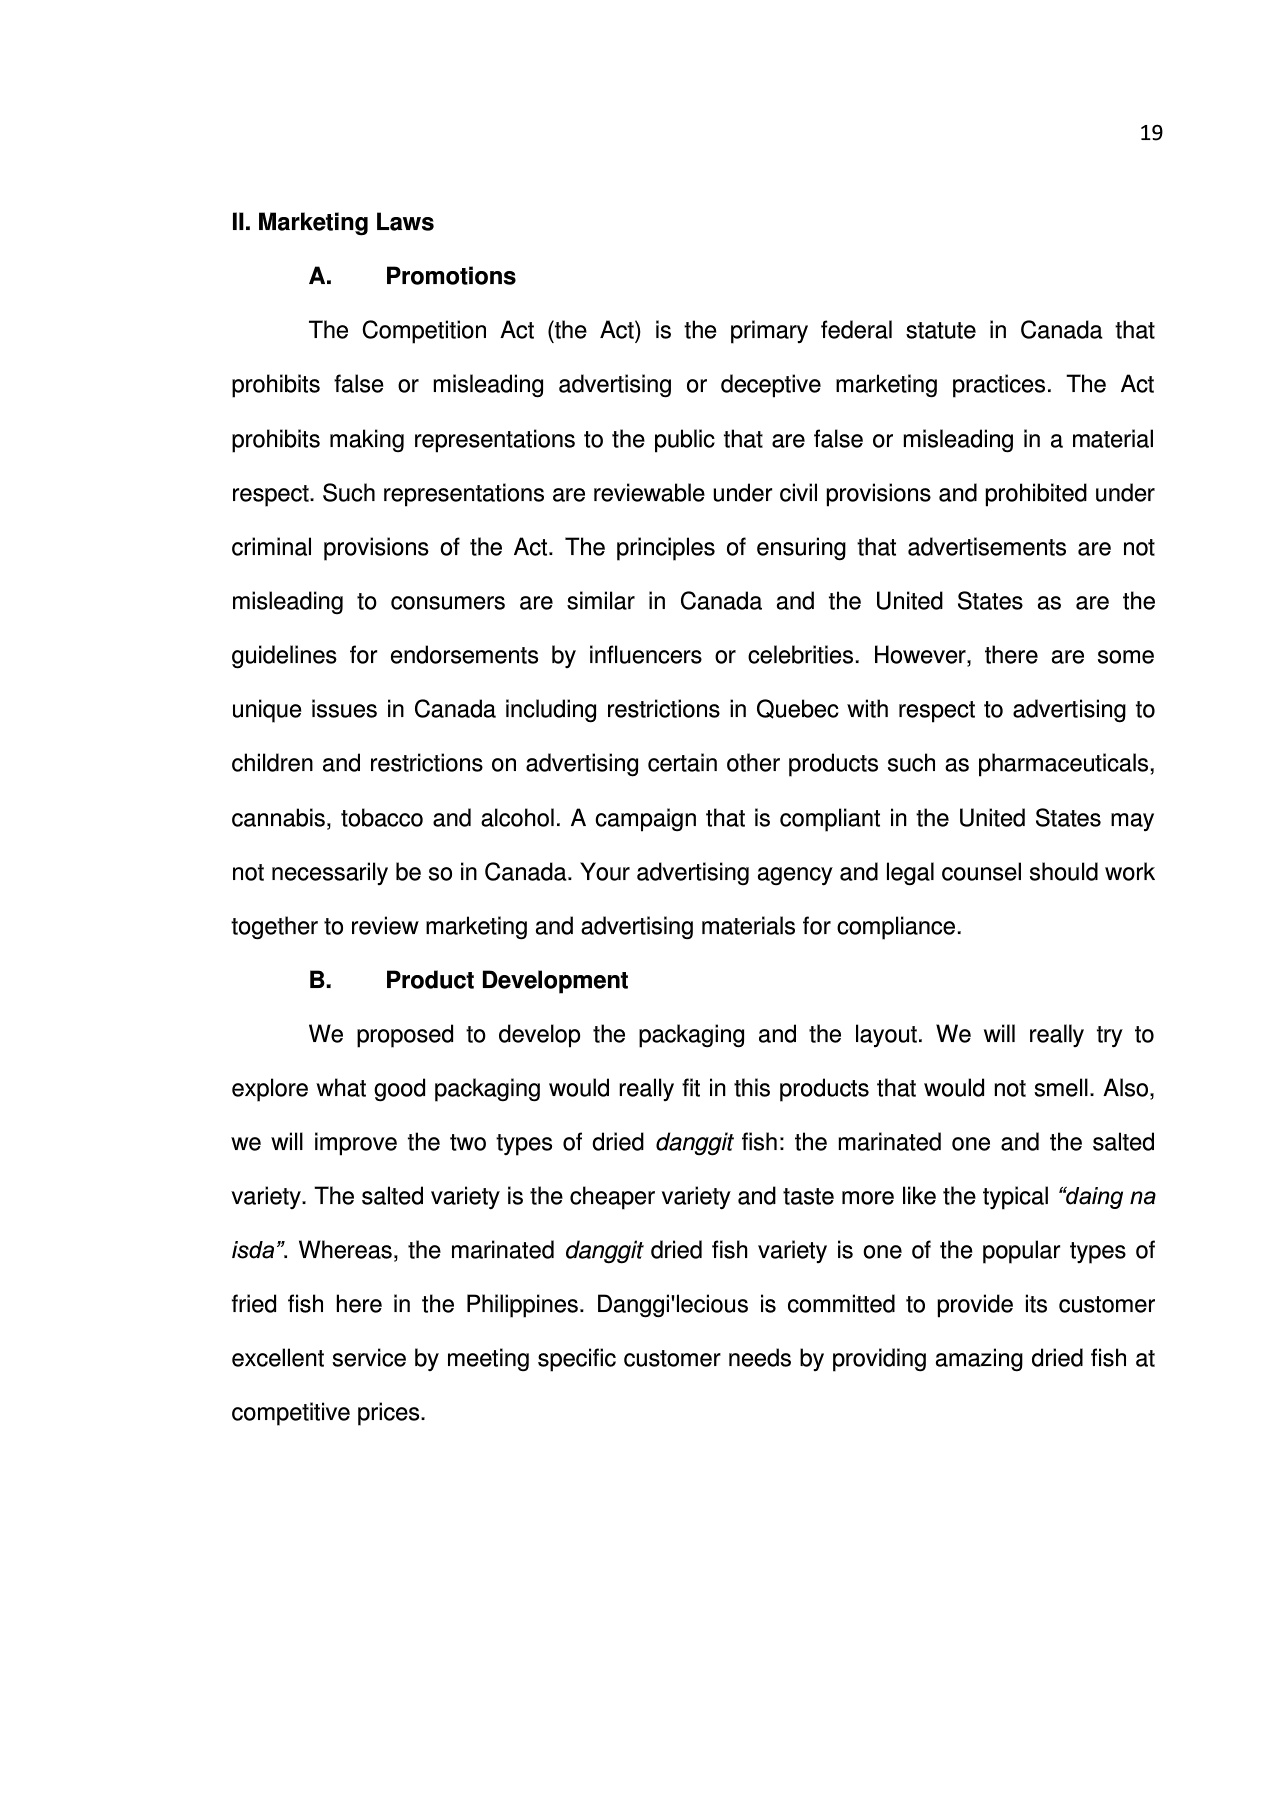 19
II. Marketing Laws
A. Promotions
The Competition Act (the Act) is the primary federal statute in Canada that
prohibits false or misleading advertising or deceptive marketing practices. The Act
prohibits making representations to the public that are false or misleading in a material
respect. Such representations are reviewable under civil provisions and prohibited under
criminal provisions of the Act. The principles of ensuring that advertisements are not
misleading to consumers are similar in Canada and the United States as are the
guidelines for endorsements by influencers or celebrities. However, there are some
unique issues in Canada including restrictions in Quebec with respect to advertising to
children and restrictions on advertising certain other products such as pharmaceuticals,
cannabis, tobacco and alcohol. A campaign that is compliant in the United States may
not necessarily be so in Canada. Your advertising agency and legal counsel should work
together to review marketing and advertising materials for compliance.
B. Product Development
We proposed to develop the packaging and the layout. We will really try to
explore what good packaging would really fit in this products that would not smell. Also,
we will improve the two types of dried danggit fish: the marinated one and the salted
variety. The salted variety is the cheaper variety and taste more like the typical “daing na
isda”. Whereas, the marinated danggit dried fish variety is one of the popular types of
fried fish here in the Philippines. Danggi'lecious is committed to provide its customer
excellent service by meeting specific customer needs by providing amazing dried fish at
competitive prices.